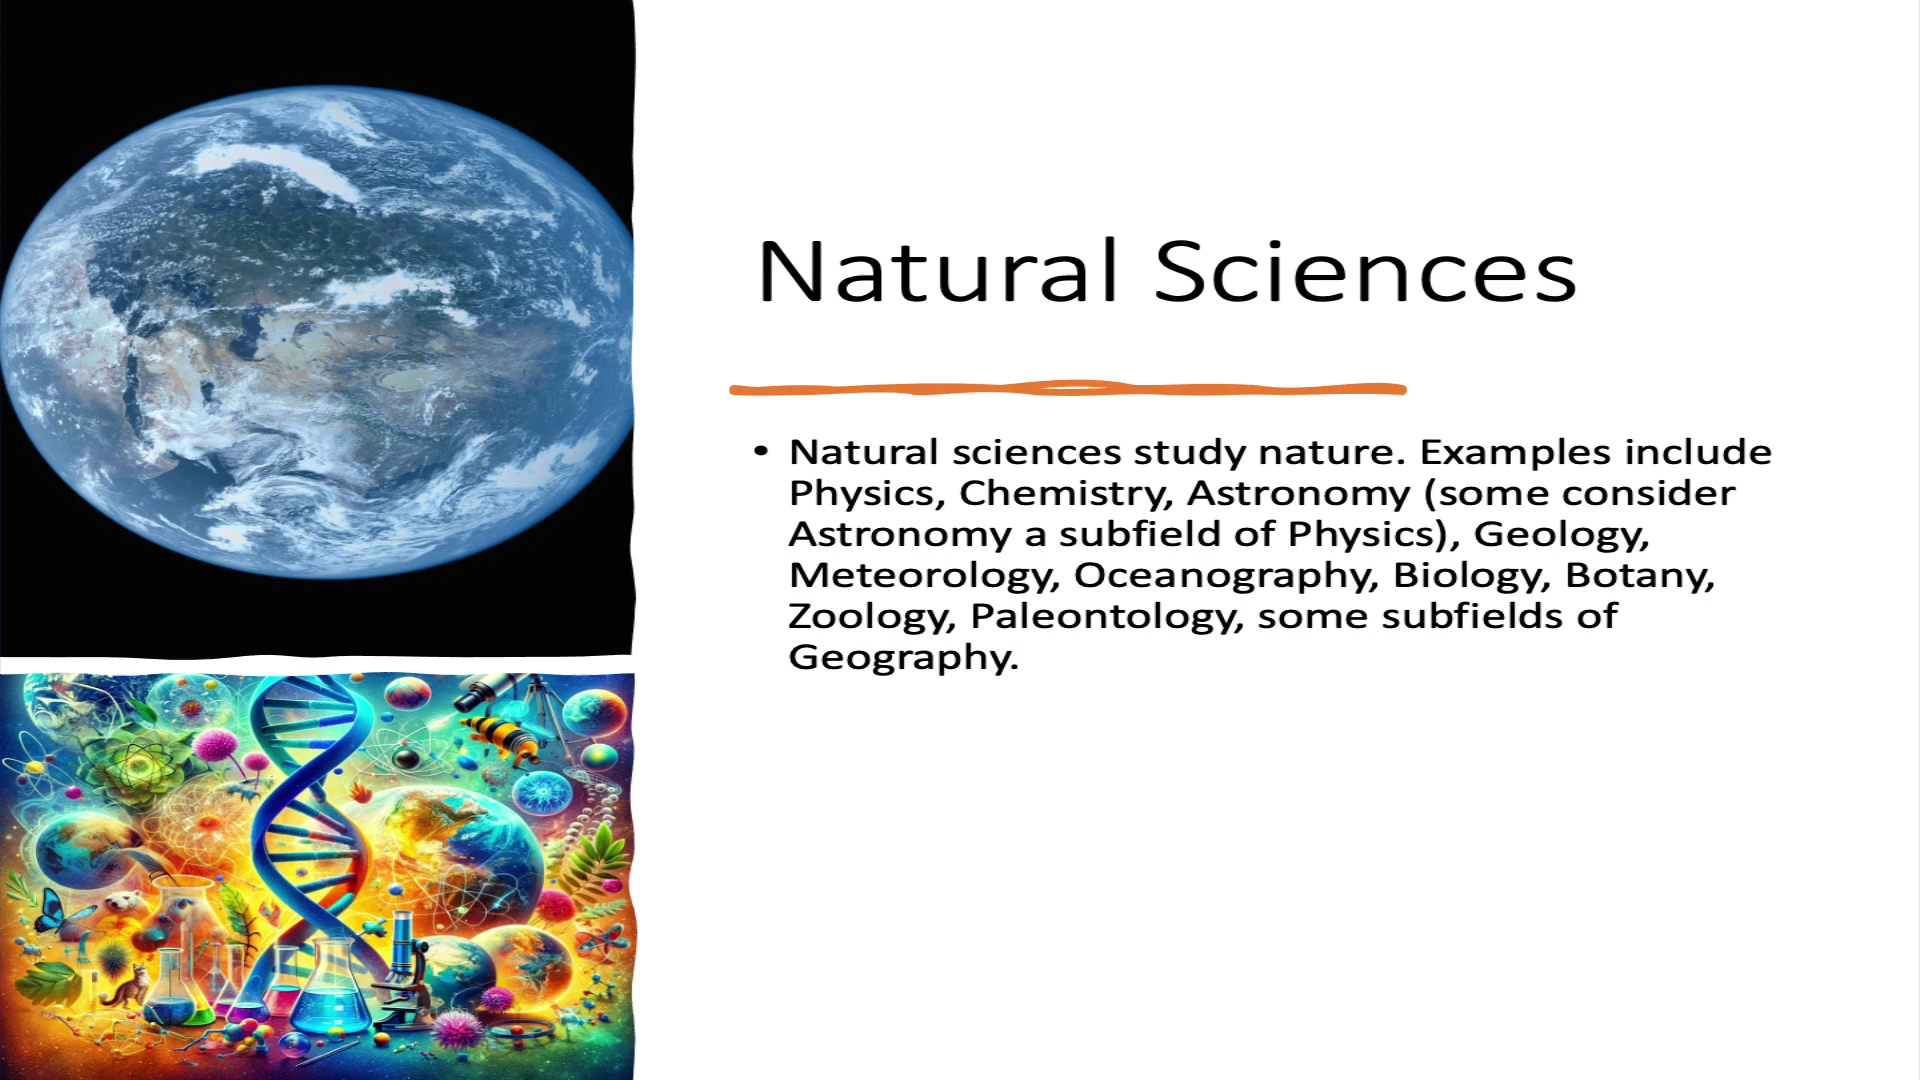 Natural Sciences
• Natural sciences study nature. Examples include
Physics, Chemistry, Astronomy (some consider
Astronomy a subfield of Physics), Geology,
Meteorology, Oceanography, Biology, Botany,
Zoology, Paleontology, some subfields of
Geography.